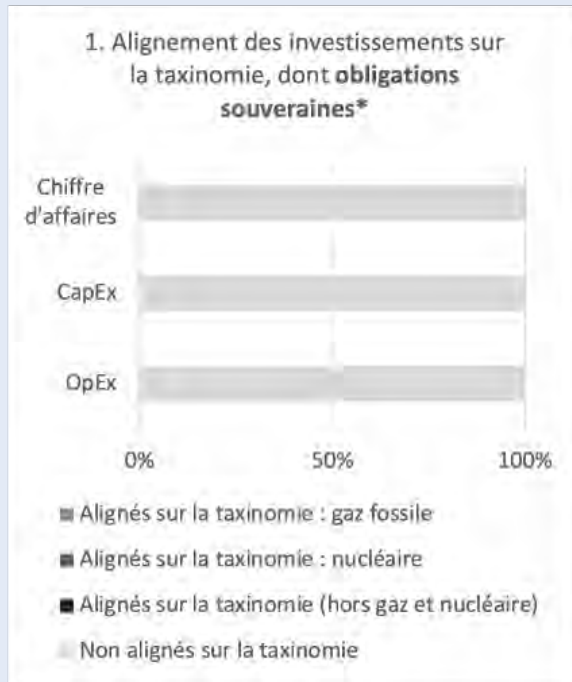 1. Alignement des investissements sur
la taxinomie, dont obligations
souveraines*
Chiffre
d'affaires
CapEx
OpEx
0%
50%
100%
Alignés sur la taxinomie : gaz fossile
Alignés sur la taxinomie : nucléaire
Alignés sur la taxinomie (hors gaz et nucléaire)
Non alignés sur la taxinomie